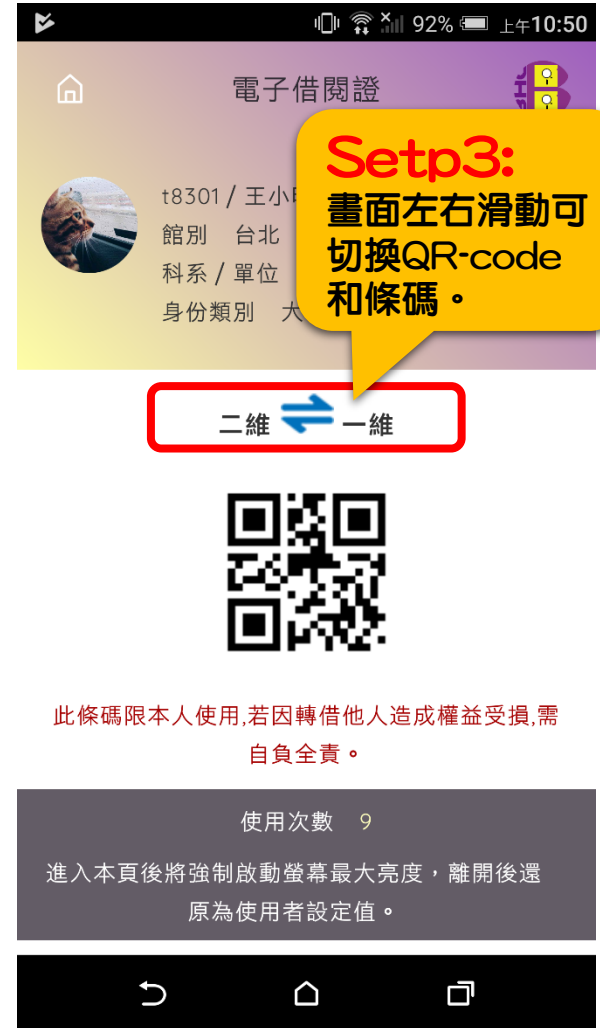 92% 上午10:50
電子借閱證
Setp3:
畫面左右滑動可
切換QR-code
和條碼。
t8301 / 王小
館別 台北
科系 / 單位
身份類別 大
二維 一維
此條碼限本人使用,若因轉借他人造成權益受損,需
自負全責。
使用次數 9
進入本頁後將強制啟動螢幕最大亮度，離開後還
原為使用者設定值。